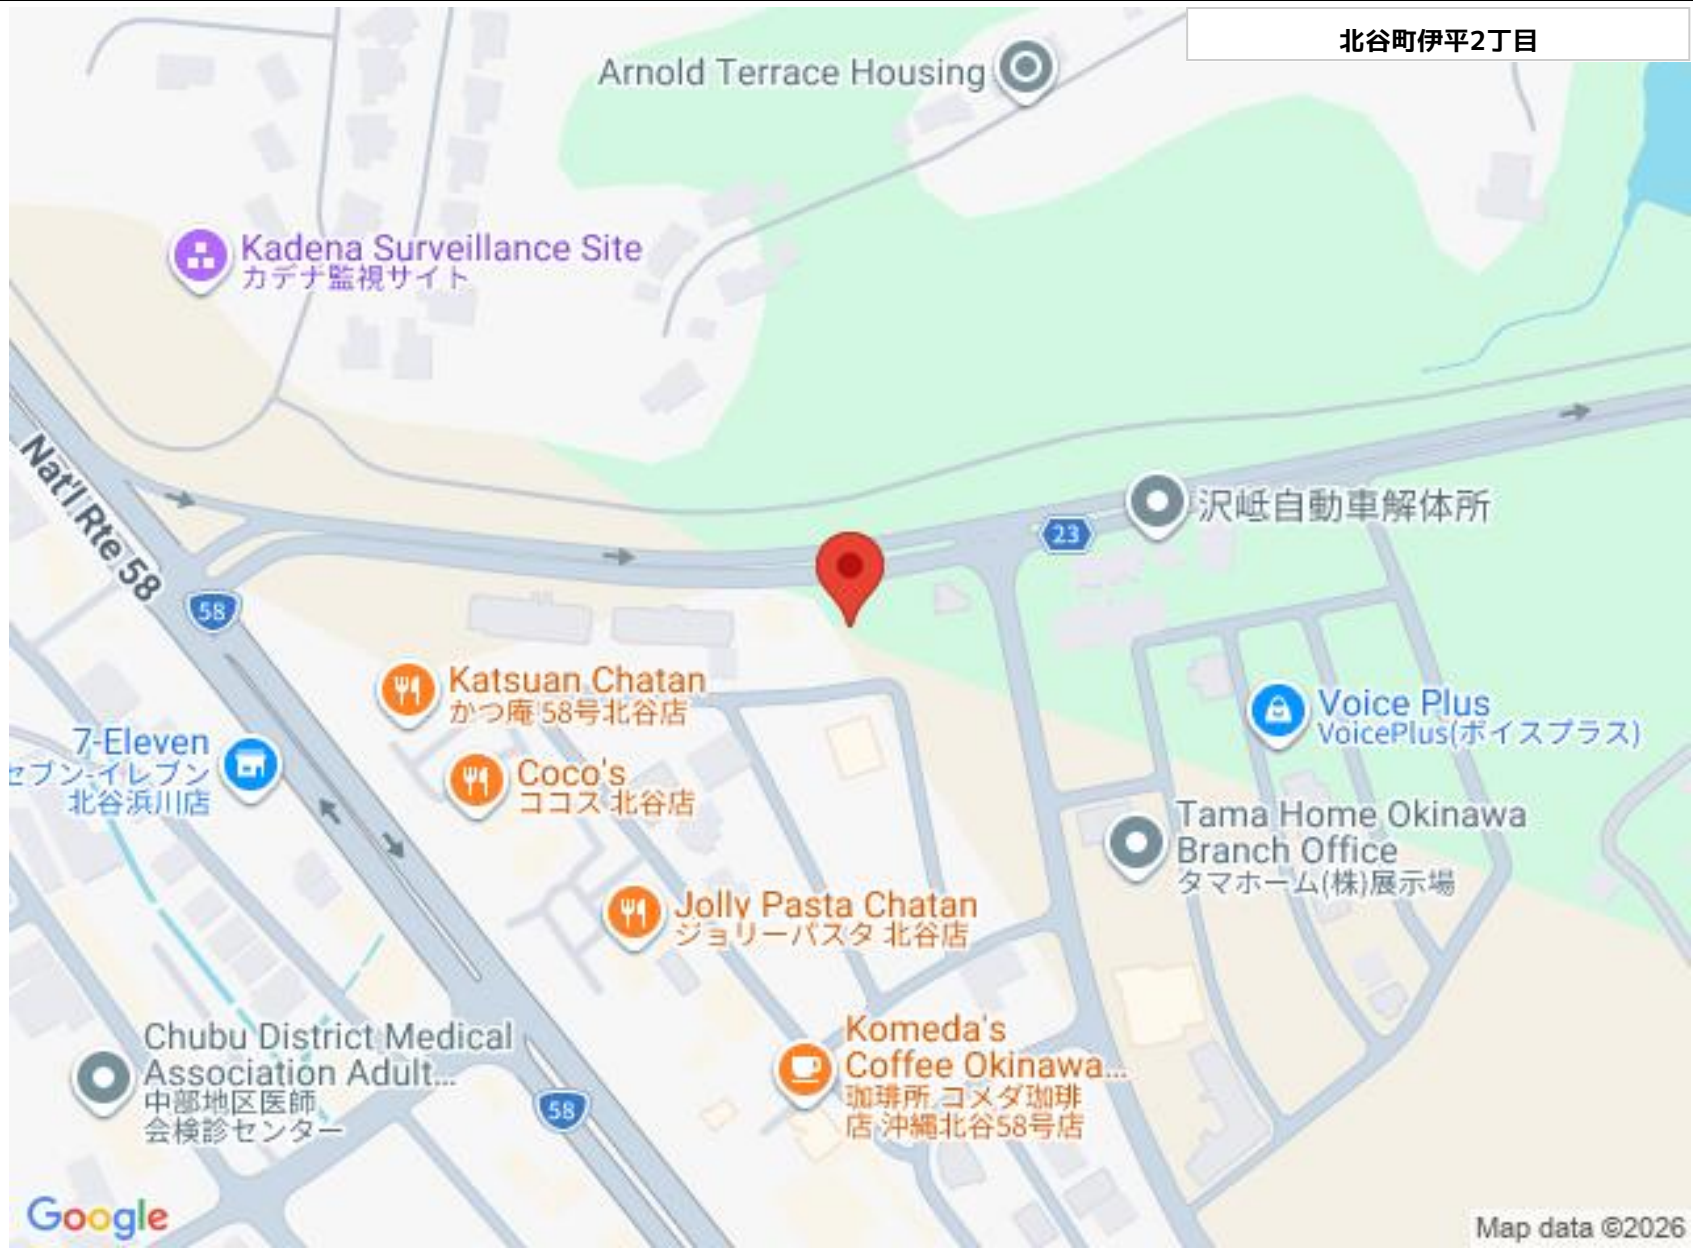 北谷町伊平2丁目
Arnold Terrace Housing
Kadena Surveillance Site
カデナ監視サイト
Nat'l Rte 58
23
沢岻自動車解体所
58
Katsuan Chatan
かつ庵 58号北谷店
Voice Plus
VoicePlus(ボイスプラス)
7-Eleven
セブン-イレブン
北谷浜川店
Coco's
ココス 北谷店
Tama Home Okinawa
Branch Office
タマホーム(株)展示場
Jolly Pasta Chatan
ジョリーパスタ 北谷店
Chubu District Medical
Association Adult...
中部地区医師
会検診センター
Komeda's
Coffee Okinawa...
珈琲所 コメダ珈琲
店 沖縄北谷58号店
58
Google
Map data ©2026